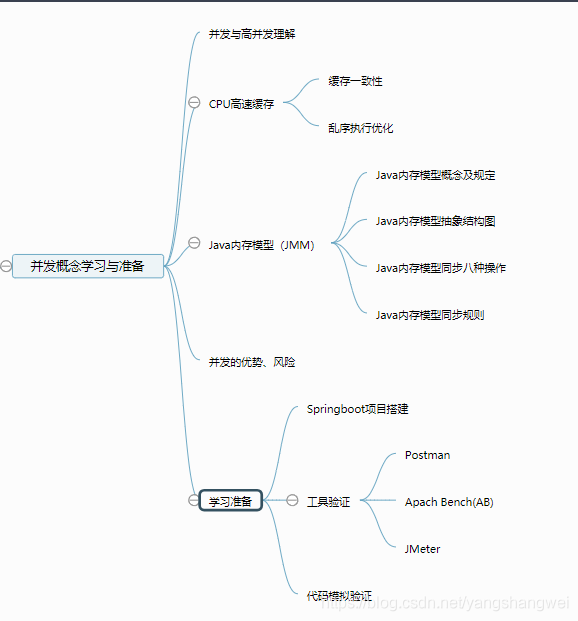 并发与高并发理解
缓存一致性
CPU高速缓存
乱序执行优化
Java内存模型概念及规定
Java内存模型抽象结构图
Java内存模型（JMM）
并发概念学习与准备
Java内存模型同步八种操作
Java内存模型同步规则
并发的优势、风险
Springboot项目搭建
Postman
学习准备
工具验证
Apach Bench(AB)
JMeter
代码模拟验证
https://blog.csdn.net/yangshangwei